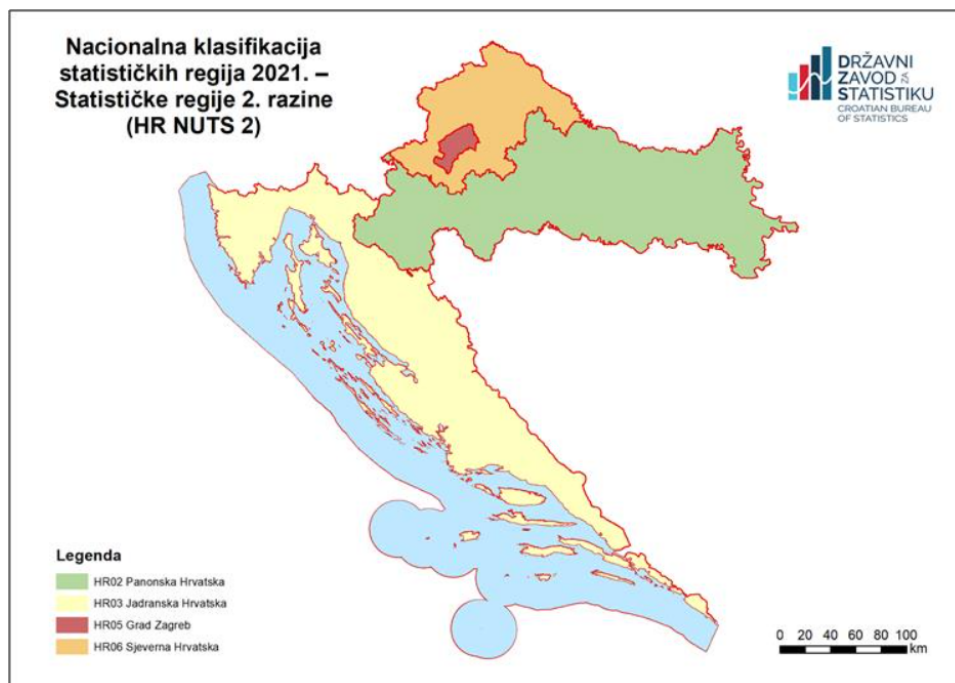 Nacionalna klasifikacija
statističkih regija 2021. –
Statističke regije 2. razine
(HR NUTS 2)
DRŽAVNI
ZAVOD ZA
STATISTIKU
CROATIAN BUREAU
OF STATISTICS
Legenda
HR02 Panonska Hrvatska
HR03 Jadranska Hrvatska
HR05 Grad Zagreb
HR06 Sjeverna Hrvatska
0 20 40 60 80 100
km